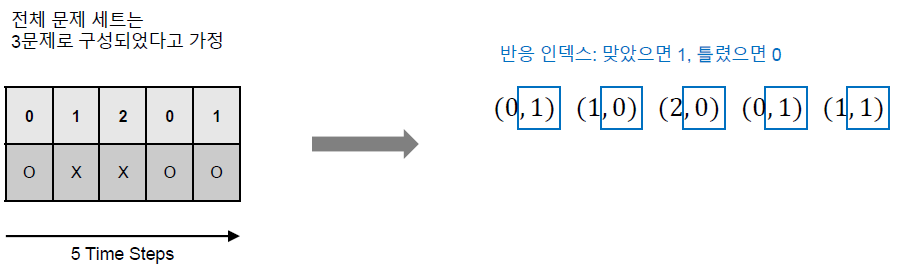 전체 문제 세트는
3문제로 구성되었다고 가정
0 1 2 0 1
O X X O O
5 Time Steps
반응 인덱스: 맞았으면 1, 틀렸으면 0
(0,1) (1,0) (2,0) (0,1) (1,1)